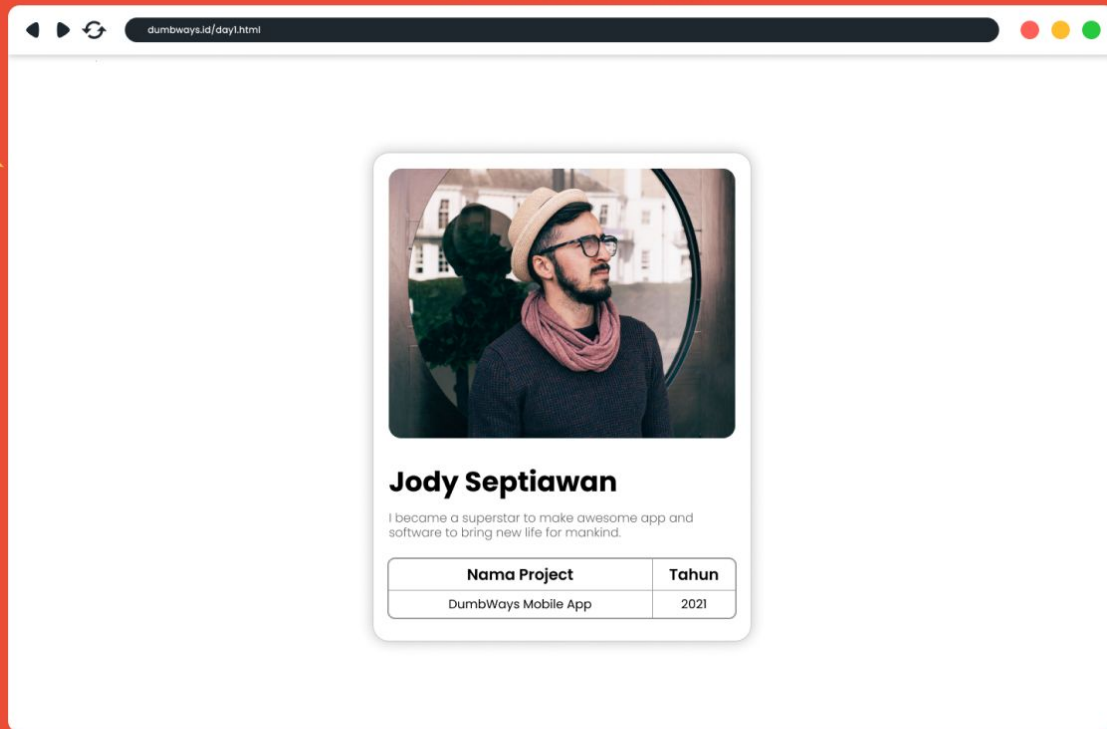 dumbways.id/day1.html
Jody Septiawan
I became a superstar to make awesome app and
software to bring new life for mankind.
Nama Project Tahun
DumbWays Mobile App 2021